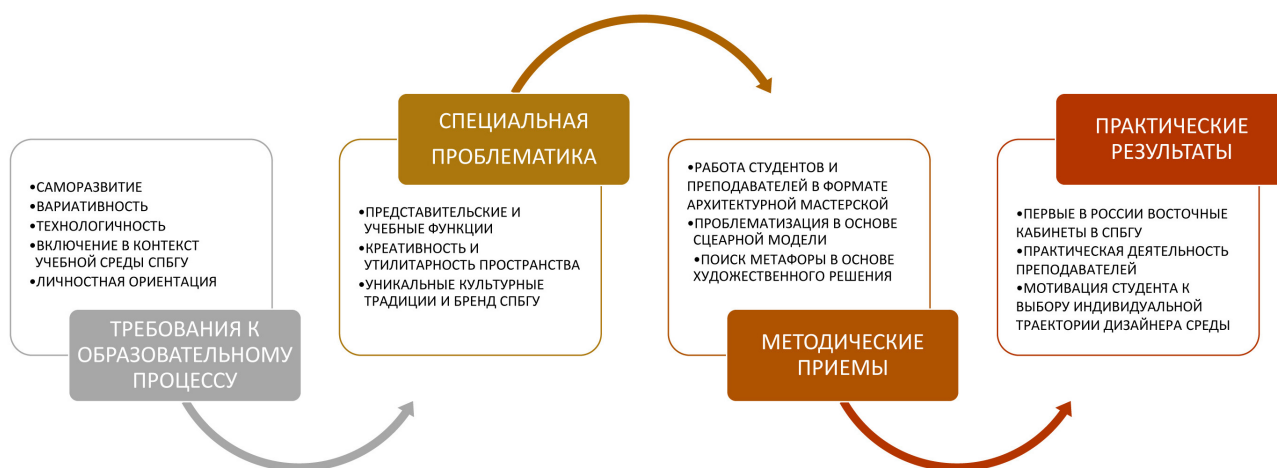 •САМОРАЗВИТИЕ
•ВАРИАТИВНОСТЬ
•ТЕХНОЛОГИЧНОСТЬ
•ВКЛЮЧЕНИЕ В КОНТЕКСТ
УЧЕБНОЙ СРЕДЫ СПБГУ
•ЛИЧНОСТНАЯ ОРИЕНТАЦИЯ
ТРЕБОВАНИЯ К
ОБРАЗОВАТЕЛЬНОМУ
ПРОЦЕССУ
СПЕЦИАЛЬНАЯ
ПРОБЛЕМАТИКА
•ПРЕДСТАВИТЕЛЬСКИЕ И
УЧЕБНЫЕ ФУНКЦИИ
•КРЕАТИВНОСТЬ И
УТИЛИТАРНОСТЬ ПРОСТРАНСТВА
•УНИКАЛЬНЫЕ КУЛЬТУРНЫЕ
ТРАДИЦИИ И БРЕНД СПБГУ
•РАБОТА СТУДЕНТОВ И
ПРЕПОДАВАТЕЛЕЙ В ФОРМАТЕ
АРХИТЕКТУРНОЙ МАСТЕРСКОЙ
•ПРОБЛЕМАТИЗАЦИЯ В ОСНОВЕ
СЦЕАРНОЙ МОДЕЛИ
•ПОИСК МЕТАФОРЫ В ОСНОВЕ
ХУДОЖЕСТВЕННОГО РЕШЕНИЯ
МЕТОДИЧЕСКИЕ
ПРИЕМЫ
ПРАКТИЧЕСКИЕ
РЕЗУЛЬТАТЫ
•ПЕРВЫЕ В РОССИИ ВОСТОЧНЫЕ
КАБИНЕТЫ В СПБГУ
•ПРАКТИЧЕСКАЯ ДЕЯТЕЛЬНОСТЬ
ПРЕПОДАВАТЕЛЕЙ
•МОТИВАЦИЯ СТУДЕНТА К
ВЫБОРУ ИНДИВИДУАЛЬНОЙ
ТРАЕКТОРИИ ДИЗАЙНЕРА СРЕДЫ